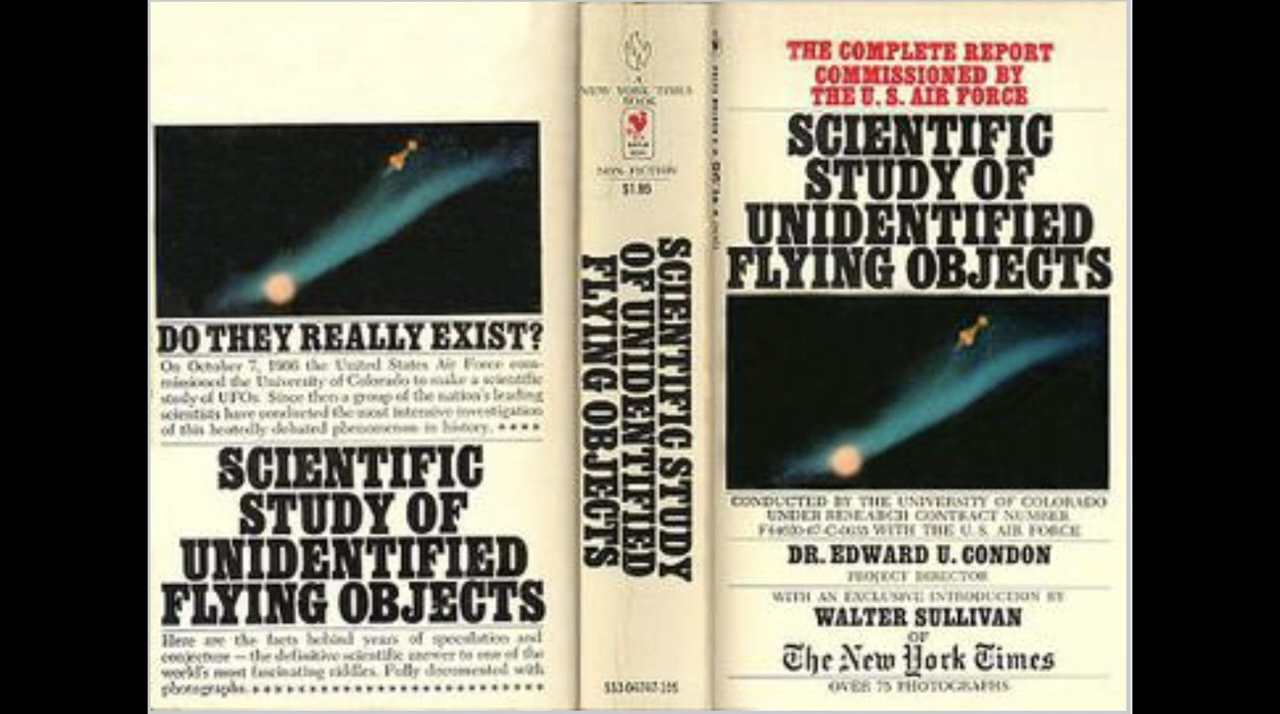 DO THEY REALLY EXIST?
On October 7, 1966 the United States Air Force com-
missioned the University of Colorado to make a scientific
study of UFOs. Since then a group of the nation's leading
scientists have conducted the most intensive investigation
of this heatedly debated phenomenon in history. ★★★★
SCIENTIFIC
STUDY OF
UNIDENTIFIED
FLYING OBJECTS
Here are the facts behind years of speculation and
conjecture — the definitive scientific answer to one of the
world's most fascinating riddles. Fully documented with
photographs.
A
NEW YORK TIMES
BOOK
NON-FICTION
$1.95
SCIENTIFIC STUDY
OF UNIDENTIFIED
FLYING OBJECTS
553-04747-195
THE COMPLETE REPORT
COMMISSIONED BY
THE U. S. AIR FORCE
SCIENTIFIC
STUDY OF
UNIDENTIFIED
FLYING OBJECTS
CONDUCTED BY THE UNIVERSITY OF COLORADO
UNDER RESEARCH CONTRACT NUMBER
WITH THE U. S. AIR FORCE
DR. EDWARD U. CONDON
PROJECT DIRECTOR
WITH AN EXCLUSIVE INTRODUCTION BY
WALTER SULLIVAN
OF
The New York Times
OVER 75 PHOTOGRAPHS